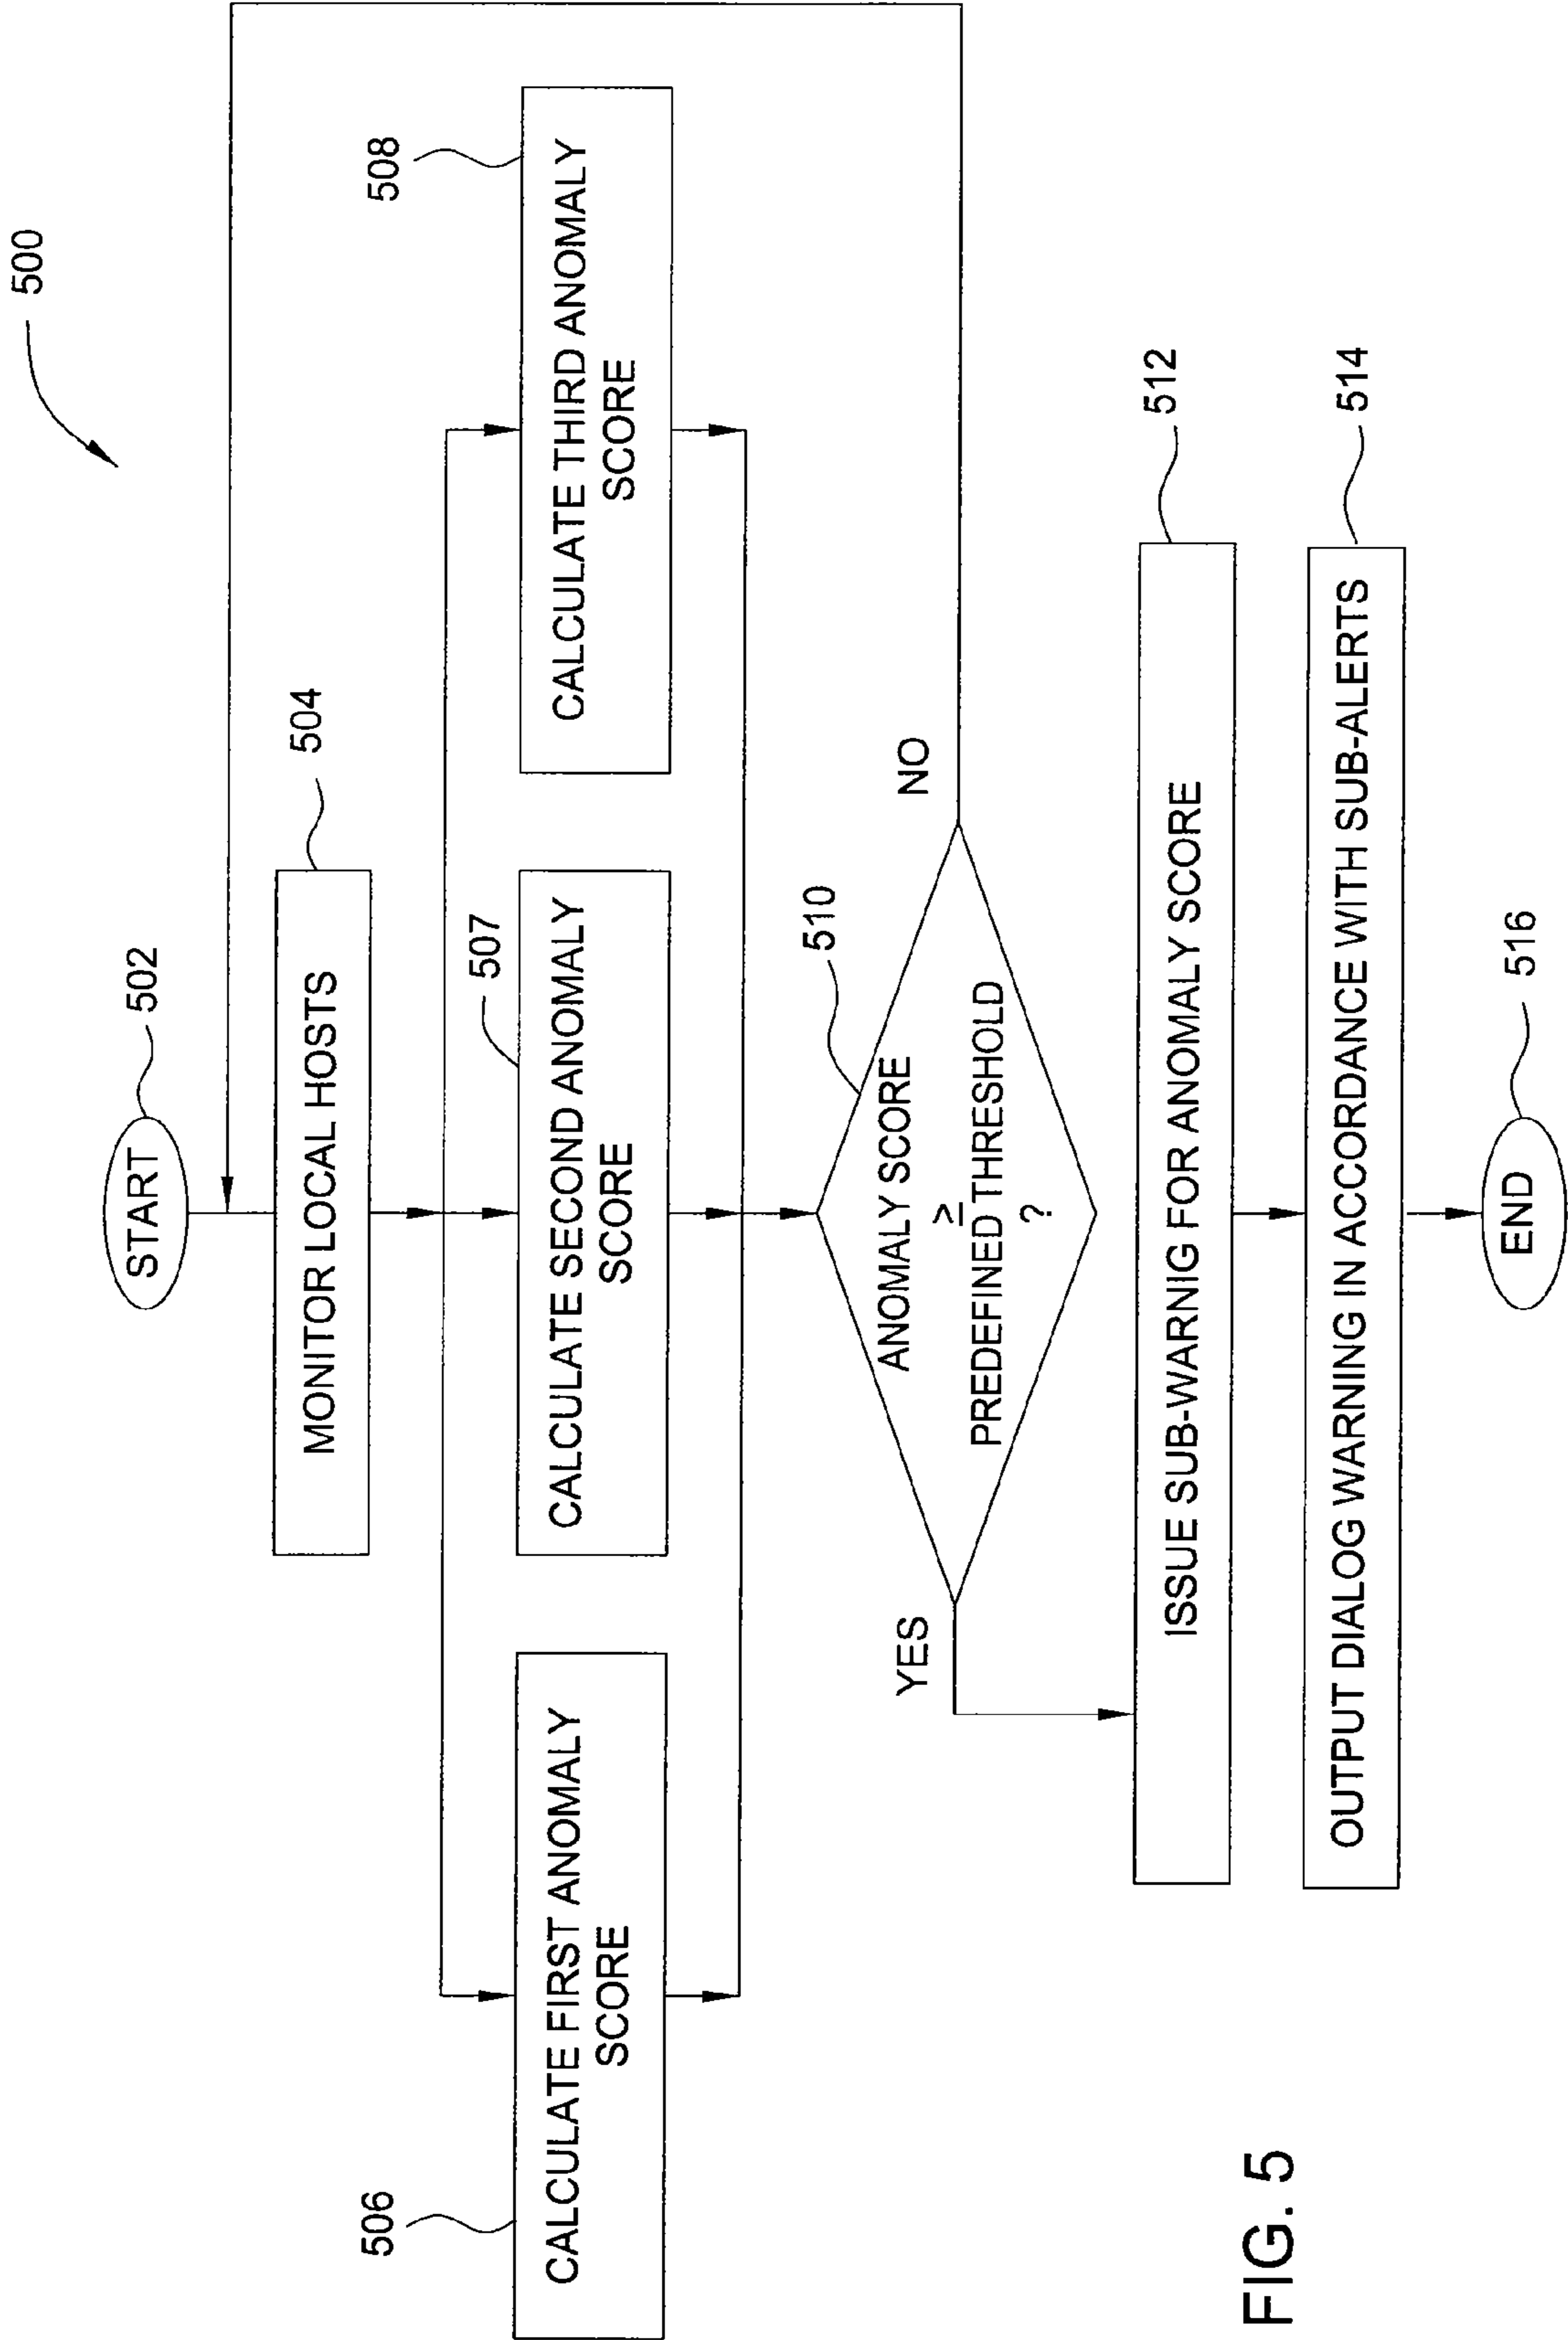 500
START
502
MONITOR LOCAL HOSTS
504
506
CALCULATE FIRST ANOMALY
SCORE
507
CALCULATE SECOND ANOMALY
SCORE
508
CALCULATE THIRD ANOMALY
SCORE
510
ANOMALY SCORE
≥
PREDEFINED THRESHOLD
?
YES
NO
ISSUE SUB-WARNIG FOR ANOMALY SCORE
512
OUTPUT DIALOG WARNING IN ACCORDANCE WITH SUB-ALERTS
514
END
516
FIG. 5